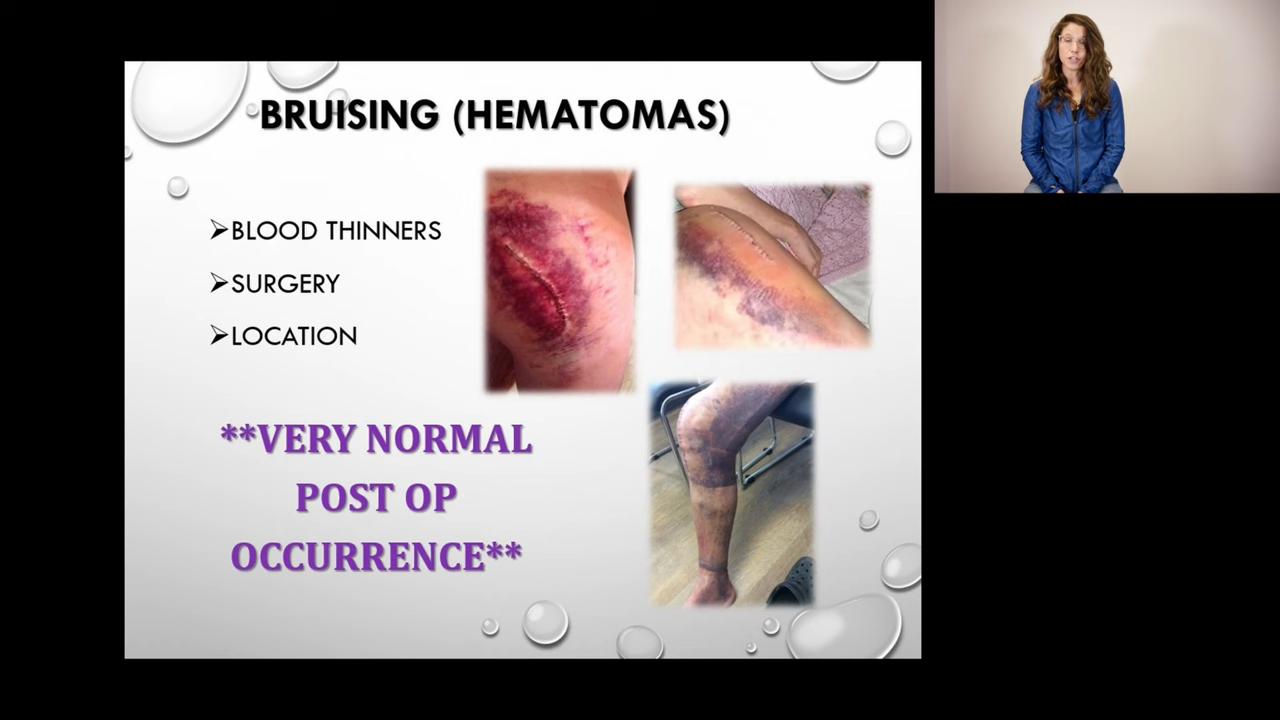 BRUISING (HEMATOMAS)
➢BLOOD THINNERS
➢SURGERY
➢LOCATION
**VERY NORMAL
POST OP
OCCURRENCE**